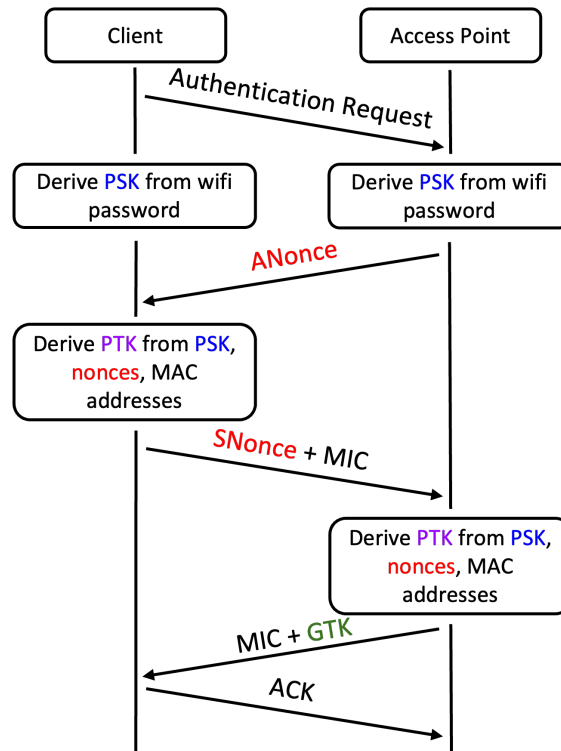 Client
Access Point
Authentication Request
Derive PSK from wifi
password
Derive PSK from wifi
password
ANonce
Derive PTK from PSK,
nonces, MAC
addresses
SNonce + MIC
Derive PTK from PSK,
nonces, MAC
addresses
MIC + GTK
ACK